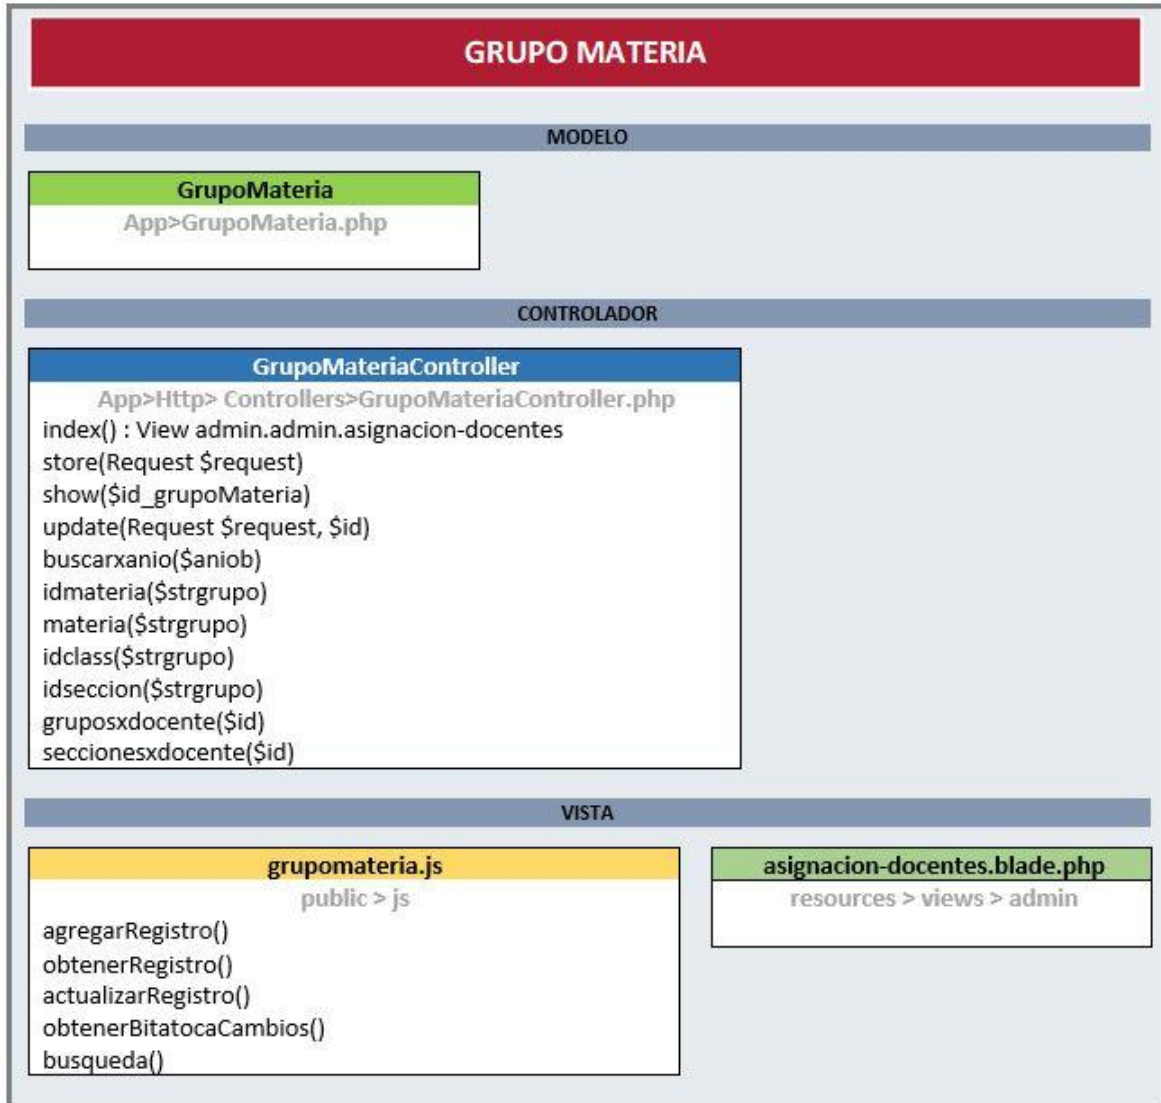 GRUPO MATERIA
MODELO
GrupoMateria
App>GrupoMateria.php
CONTROLADOR
GrupoMateriaController
App>Http> Controllers>GrupoMateriaController.php
index() : View admin.admin.asignacion-docentes
store(Request $request)
show($id_grupoMateria)
update(Request $request, $id)
buscarxanio($aniob)
idmateria($strgrupo)
materia($strgrupo)
idclass($strgrupo)
idseccion($strgrupo)
gruposxdocente($id)
seccionesxdocente($id)
VISTA
grupomateria.js
public > js
agregarRegistro()
obtenerRegistro()
actualizarRegistro()
obtenerBitatocaCambios()
busqueda()
asignacion-docentes.blade.php
resources > views > admin